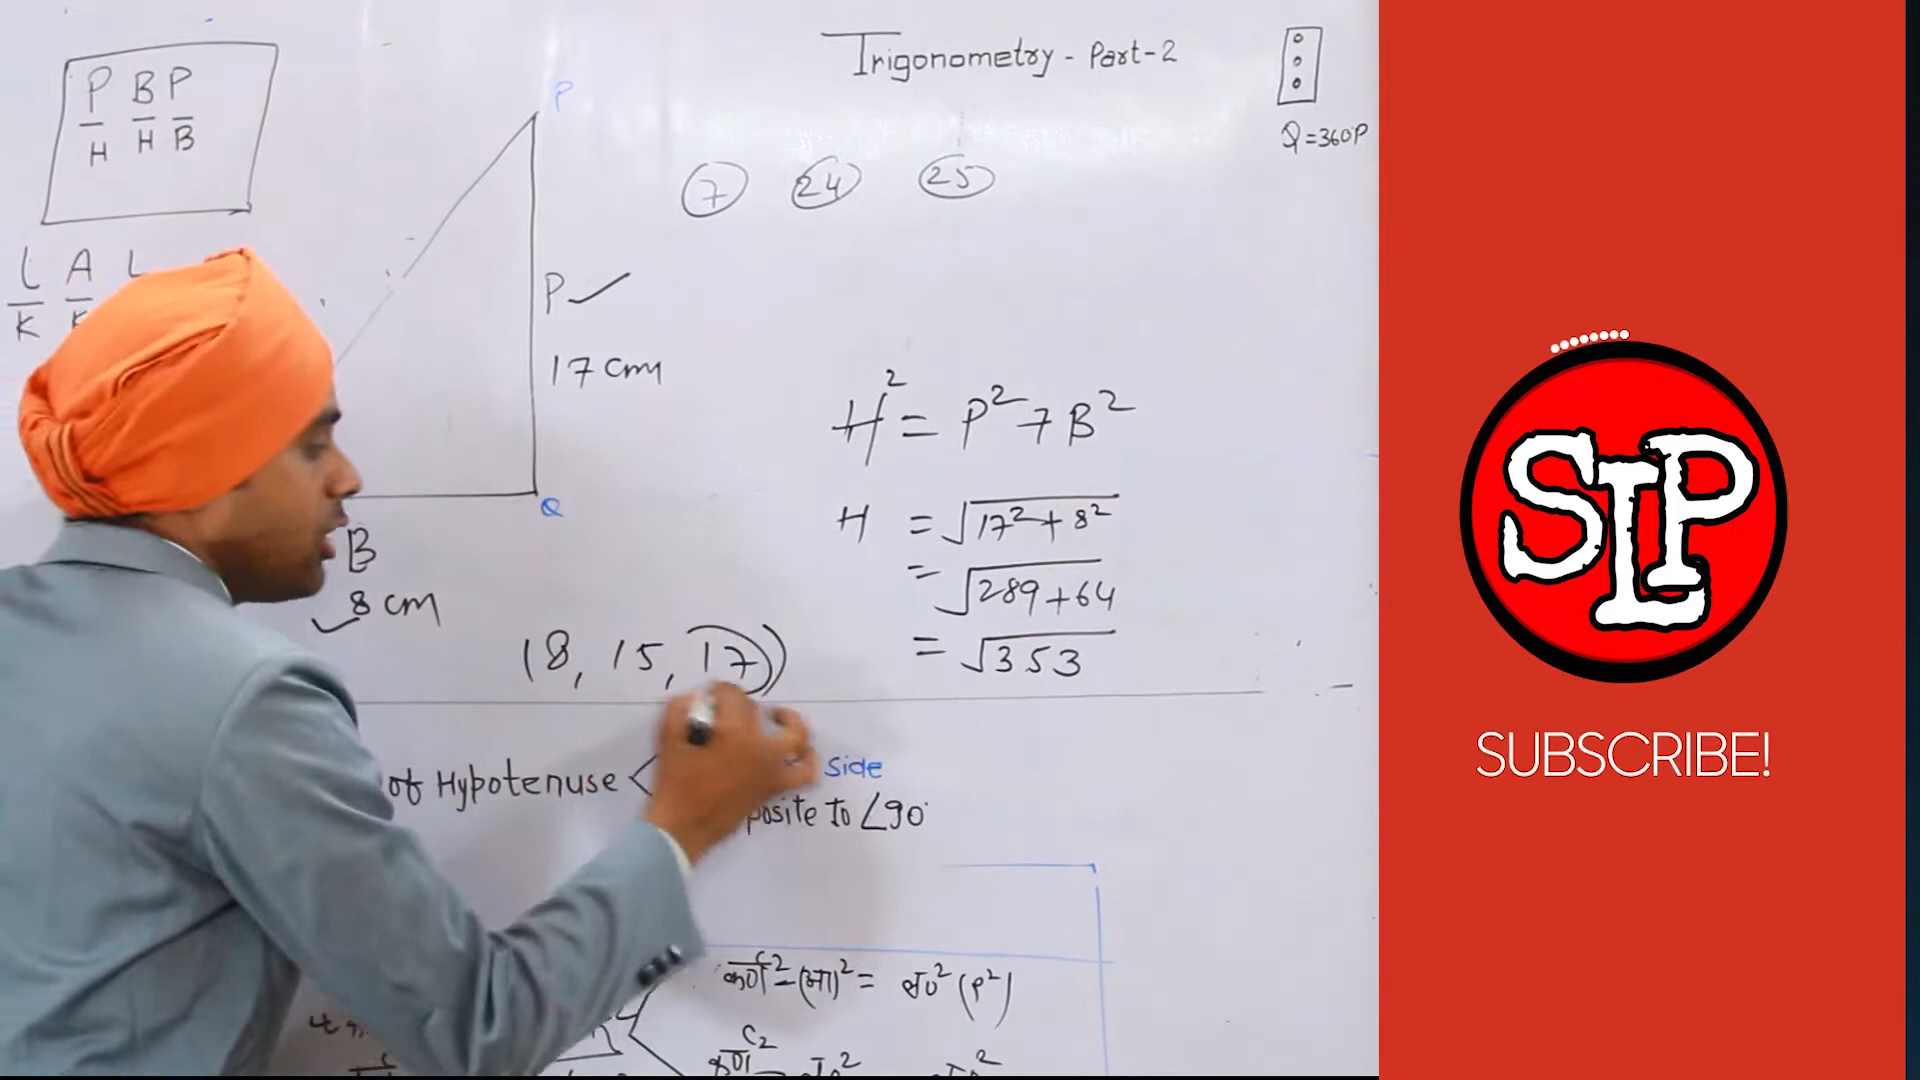 Trigonometry - Part-2
P B P
H H B
L A L
K K
P
Q = 360P
7 24 25
P
17 cm
H² = P² + B²
H = √17² + 8²
= √289+64
= √353
Q
B
8 cm
(8, 15, 17)
of Hypotenuse < Side
posite to ∠90°
SLP
SUBSCRIBE!